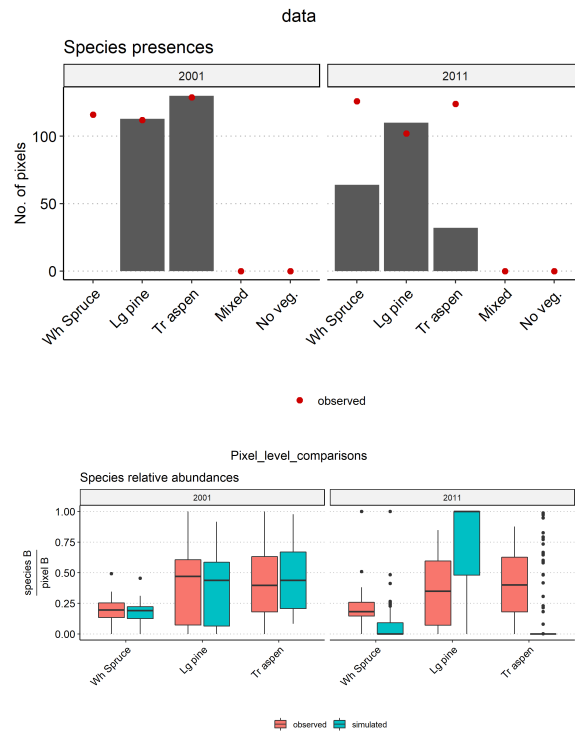 data
Species presences
2001 2011
No. of pixels
100
50
0
Wh Spruce Lg pine Tr aspen Mixed No veg. Wh Spruce Lg pine Tr aspen Mixed No veg.
observed
Pixel_level_comparisons
Species relative abundances
2001 2011
species B
pixel B
1.00
0.75
0.50
0.25
0.00
Wh Spruce Lg pine Tr aspen Wh Spruce Lg pine Tr aspen
observed simulated